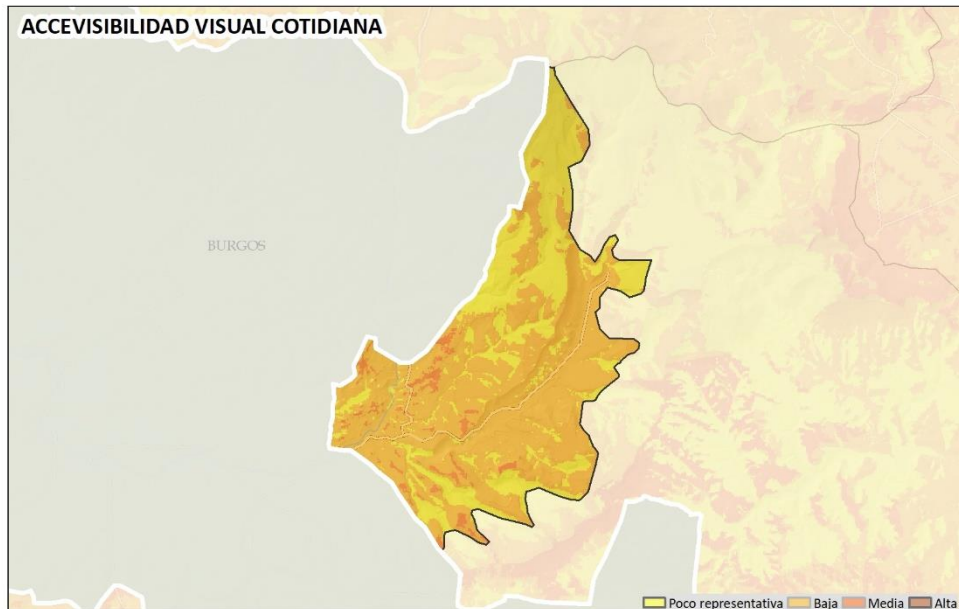 ACCEVISIBILIDAD VISUAL COTIDIANA
BURGOS
Poco representativa Baja Media Alta